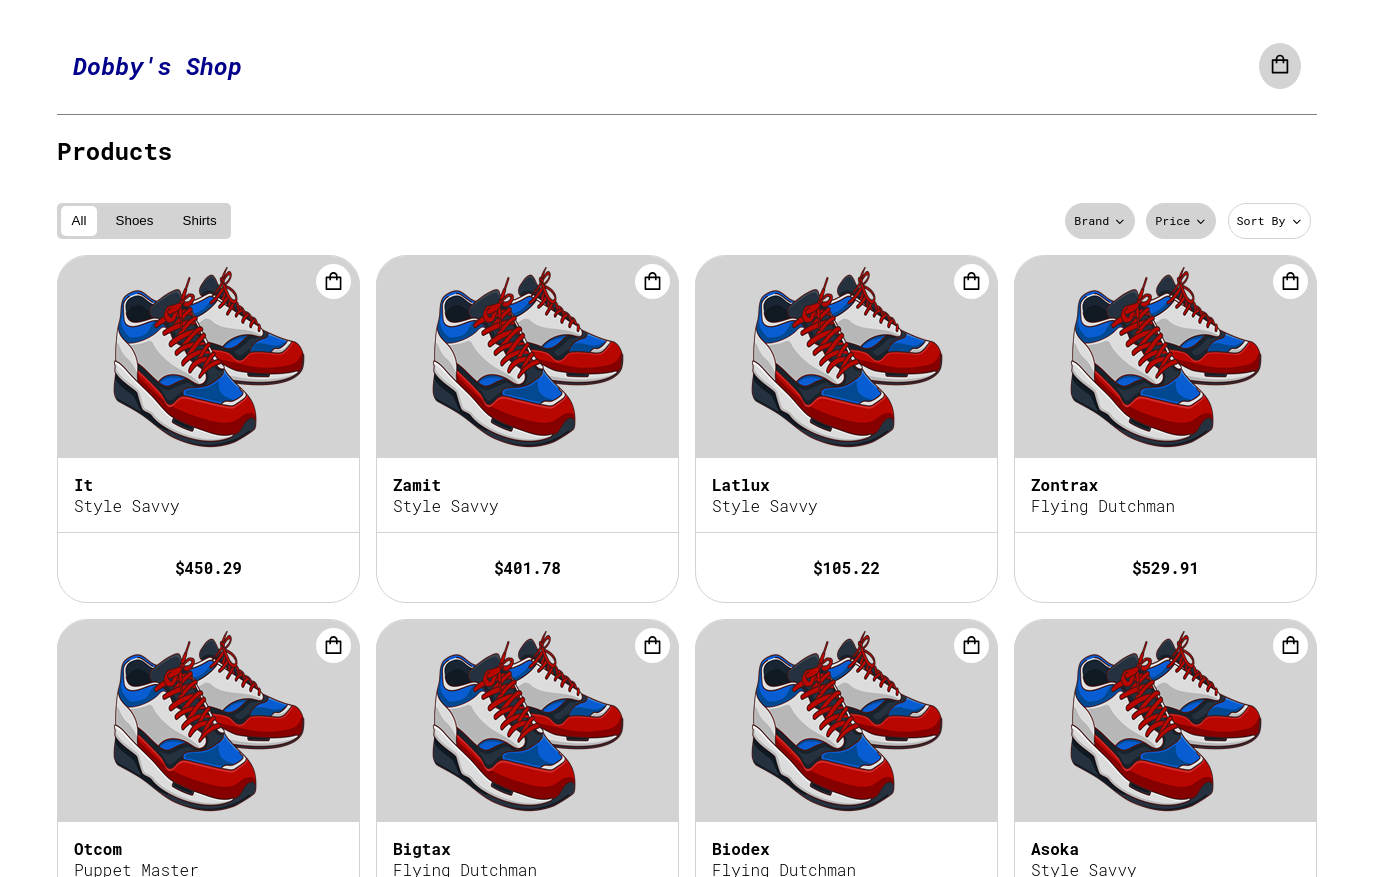 Dobby's Shop
Products
All Shoes Shirts Brand Price Sort By
It Zamit Latlux Zontrax
Style Savvy Style Savvy Style Savvy Flying Dutchman
$450.29 $401.78 $105.22 $529.91
Otcom Bigtax Biodex Asoka
Puppet Master Flying Dutchman Flying Dutchman Style Savvy